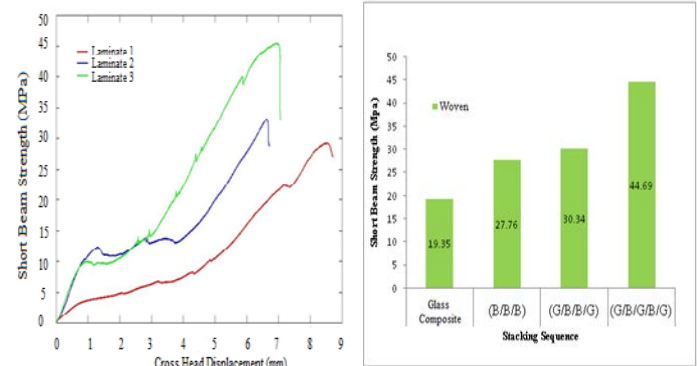 Short Beam Strength (MPa)
50
45
40
35
30
25
20
15
10
5
0
Laminate 1
Laminate 2
Laminate 3
0 1 2 3 4 5 6 7 8 9
Cross Head Displacement (mm)
Short Beam Strength (Mpa)
50
45
40
35
30
25
20
15
10
5
0
Woven
19.35
27.76
30.34
44.69
Glass
Composite
(B/B/B)
(G/B/B/G)
(G/B/G/B/G)
Stacking Sequence